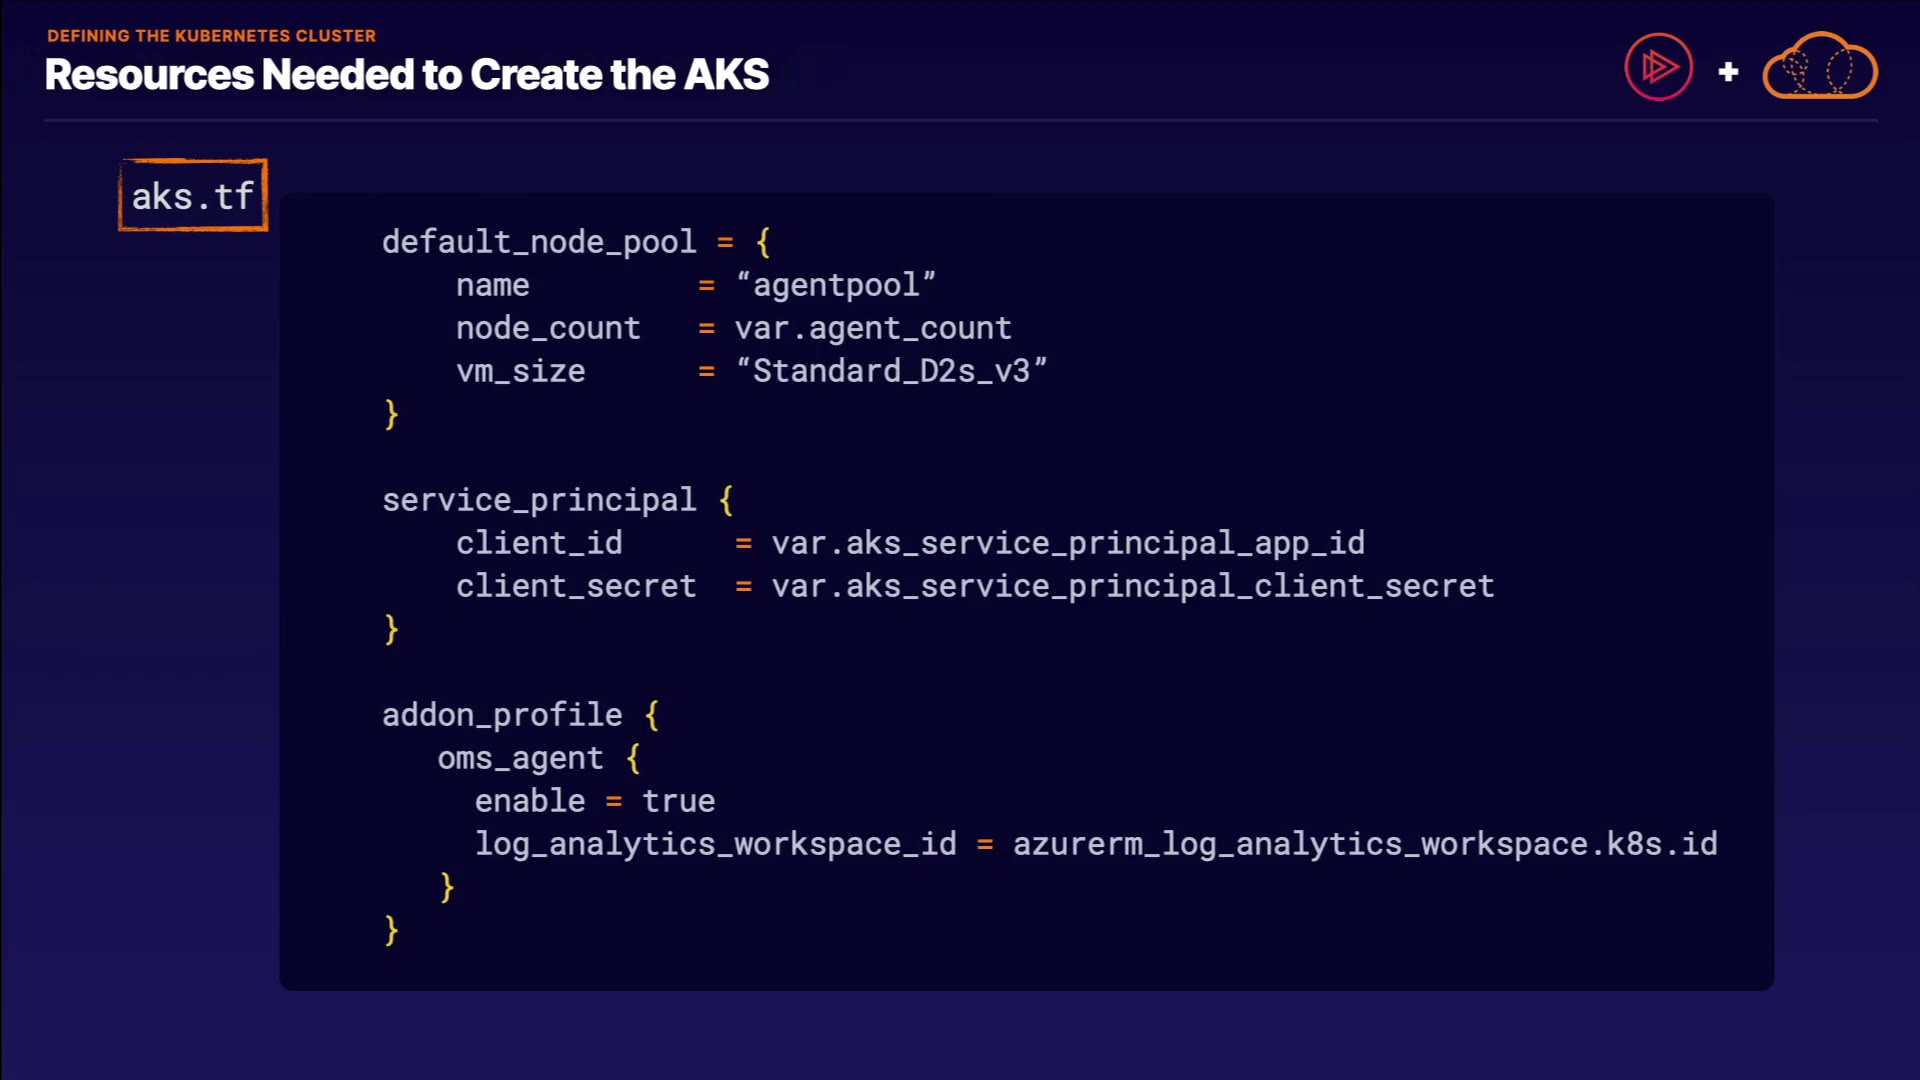 DEFINING THE KUBERNETES CLUSTER
Resources Needed to Create the AKS
+
aks.tf
default_node_pool = {
name = “agentpool”
node_count = var.agent_count
vm_size = “Standard_D2s_v3”
}
service_principal {
client_id = var.aks_service_principal_app_id
client_secret = var.aks_service_principal_client_secret
}
addon_profile {
oms_agent {
enable = true
log_analytics_workspace_id = azurerm_log_analytics_workspace.k8s.id
}
}